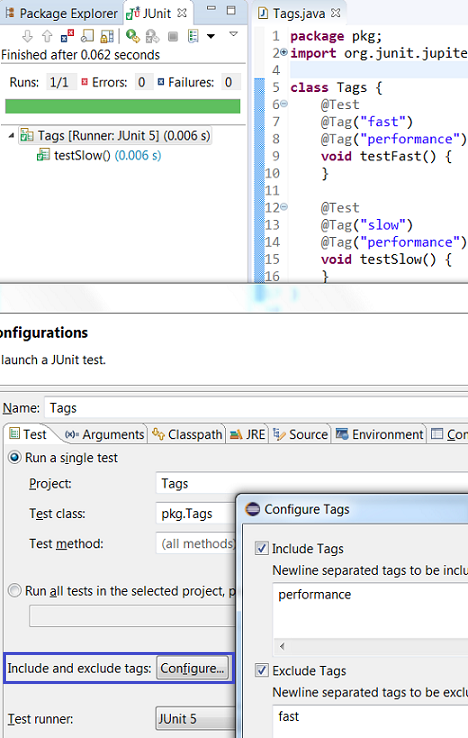 Package Explorer JUnit
Finished after 0.062 seconds
Runs: 1/1 Errors: 0 Failures: 0
Tags [Runner: JUnit 5] (0.006 s)
testSlow() (0.006 s)
Tags.java
1 package pkg;
2 import org.junit.jupite
4
5 class Tags {
6 @Test
7 @Tag("fast")
8 @Tag("performance")
9 void testFast() {
10 }
11
12 @Test
13 @Tag("slow")
14 @Tag("performance")
15 void testSlow() {
16 }
onfigurations
launch a JUnit test.
Name: Tags
Test Arguments Classpath JRE Source Environment Cor
Run a single test
Project: Tags
Test class: pkg.Tags
Test method: (all methods)
Run all tests in the selected project, p
Include and exclude tags: Configure...
Test runner: JUnit 5
Configure Tags
Include Tags
Newline separated tags to be inclu
performance
Exclude Tags
Newline separated tags to be exclu
fast